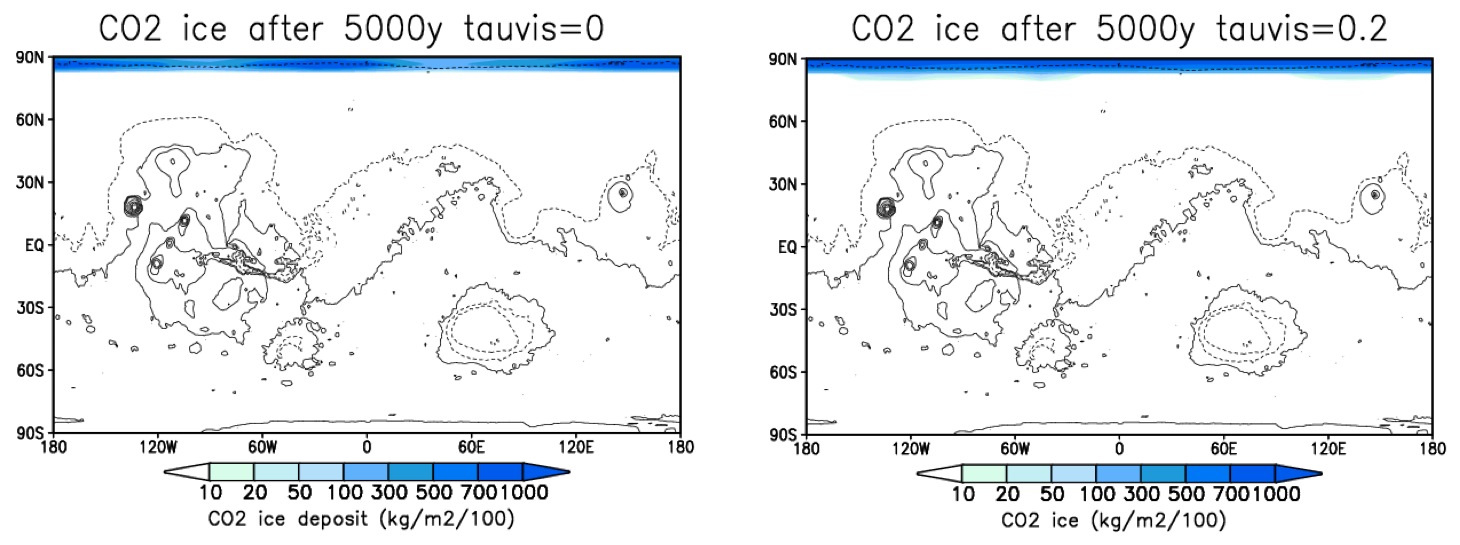 CO2 ice after 5000y tauvis=0
90N
60N
30N
EQ
30S
60S
90S
180 120W 60W 0 60E 120E 180
10 20 50 100 300 500 700 1000
CO2 ice deposit (kg/m2/100)
CO2 ice after 5000y tauvis=0.2
90N
60N
30N
EQ
30S
60S
90S
180 120W 60W 0 60E 120E 180
10 20 50 100 300 500 700 1000
CO2 ice (kg/m2/100)